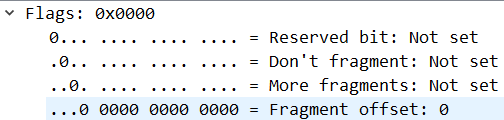 Flags: 0x0000
0... .... .... .... = Reserved bit: Not set
.0.. .... .... .... = Don't fragment: Not set
..0. .... .... .... = More fragments: Not set
...0 0000 0000 0000 = Fragment offset: 0